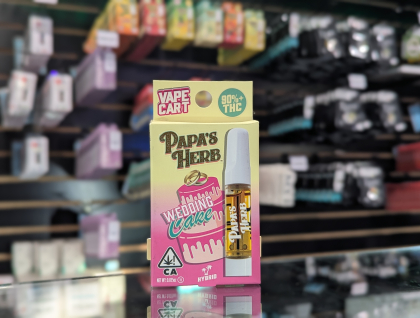 VAPE
CART
90%+
THC
PAPA'S
HERB
WEDDING
Cake
PAPA'S
HERB
CA
HYBRID